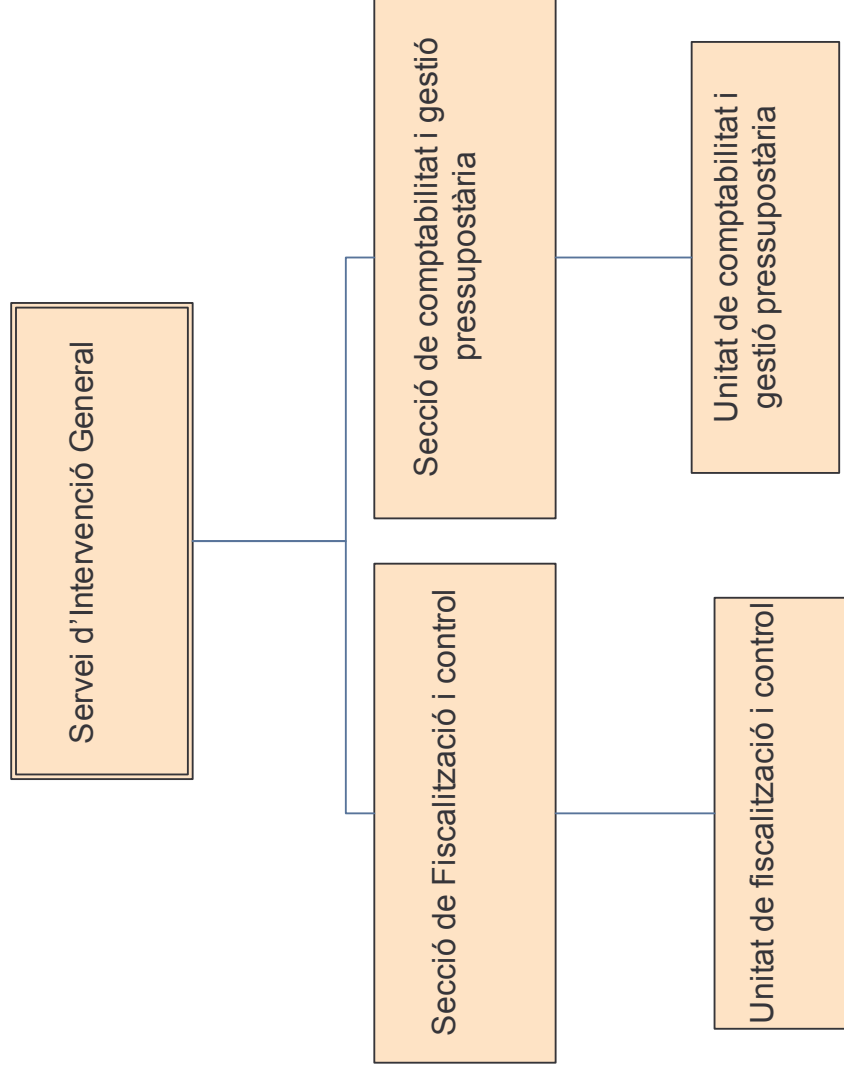 Servei d'Intervenció General
Secció de Fiscalització i control
Secció de comptabilitat i gestió
pressupostària
Unitat de fiscalització i control
Unitat de comptabilitat i
gestió pressupostària